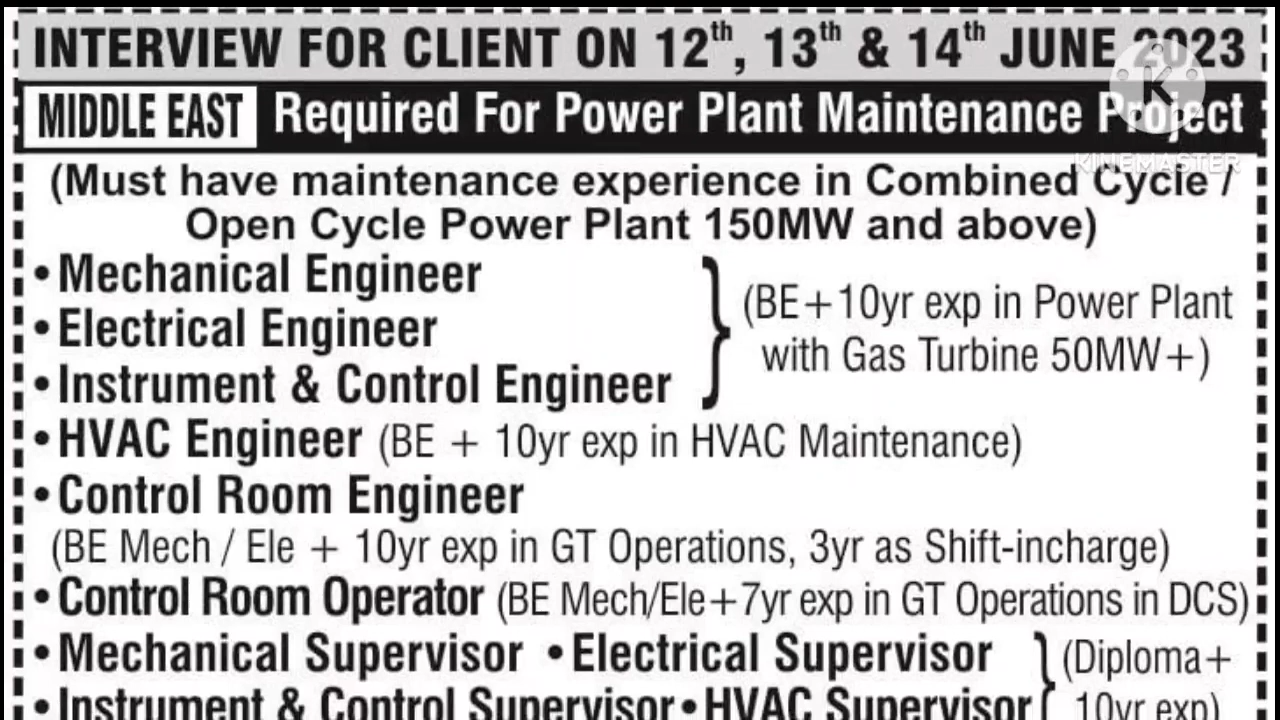 INTERVIEW FOR CLIENT ON 12th, 13th & 14th JUNE 2023
MIDDLE EAST Required For Power Plant Maintenance Project
KINEMASTER
(Must have maintenance experience in Combined Cycle /
Open Cycle Power Plant 150MW and above)
• Mechanical Engineer
• Electrical Engineer
• Instrument & Control Engineer
(BE+10yr exp in Power Plant
with Gas Turbine 50MW+)
• HVAC Engineer (BE + 10yr exp in HVAC Maintenance)
• Control Room Engineer
(BE Mech / Ele + 10yr exp in GT Operations, 3yr as Shift-incharge)
• Control Room Operator (BE Mech/Ele+7yr exp in GT Operations in DCS)
• Mechanical Supervisor • Electrical Supervisor (Diploma+
• Instrument & Control Supervisor • HVAC Supervisor 10yr exp)